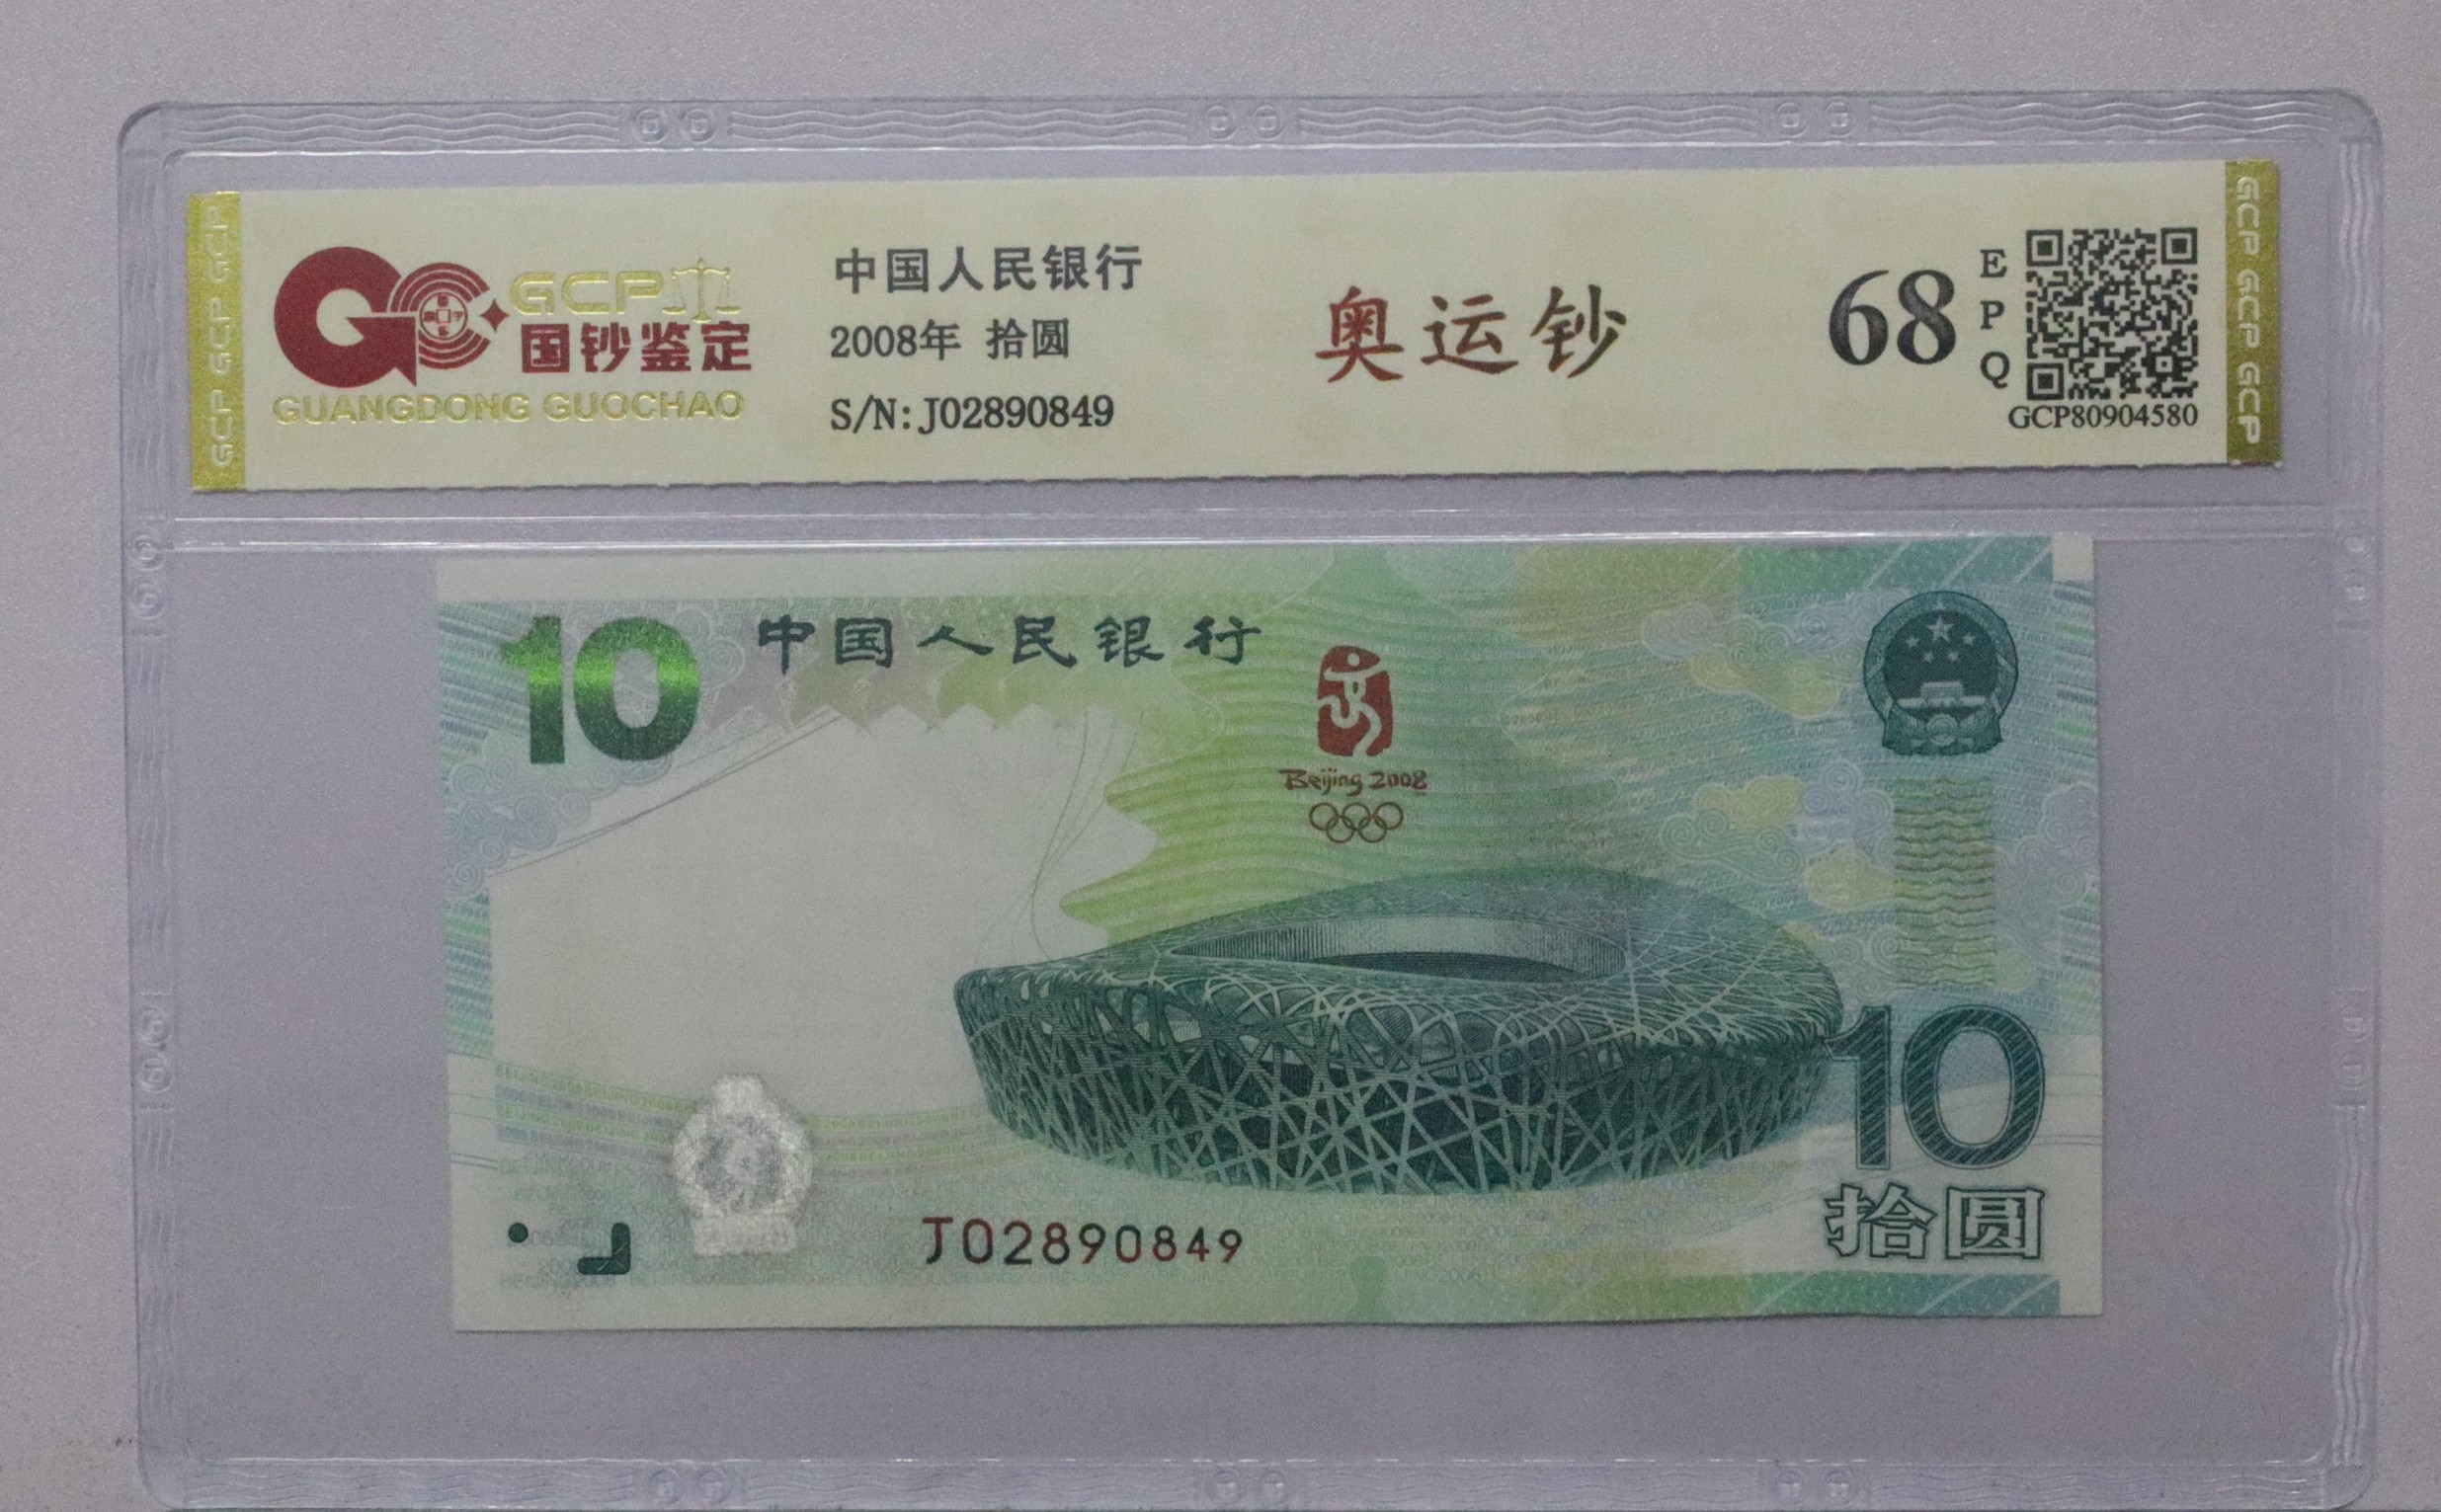 GCP GCP GCP
GCP
国钞鉴定
GUANGDONG GUOCHAO
中国人民银行
2008年 拾圆
S/N: J02890849
奥运钞
68
EPQ
GCP80904580
GCP GCP GCP
10
中国人民银行
Beijing 2008
10
拾圆
J02890849